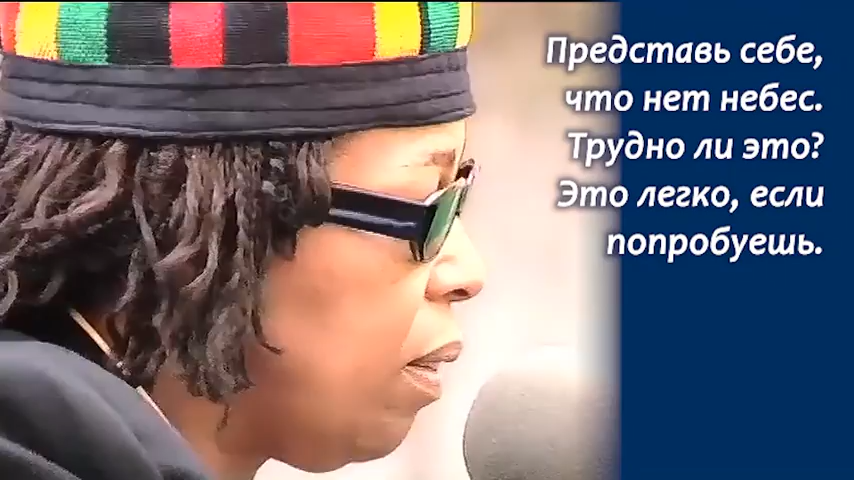 Представь себе,
что нет небес.
Трудно ли это?
Это легко, если
попробуешь.